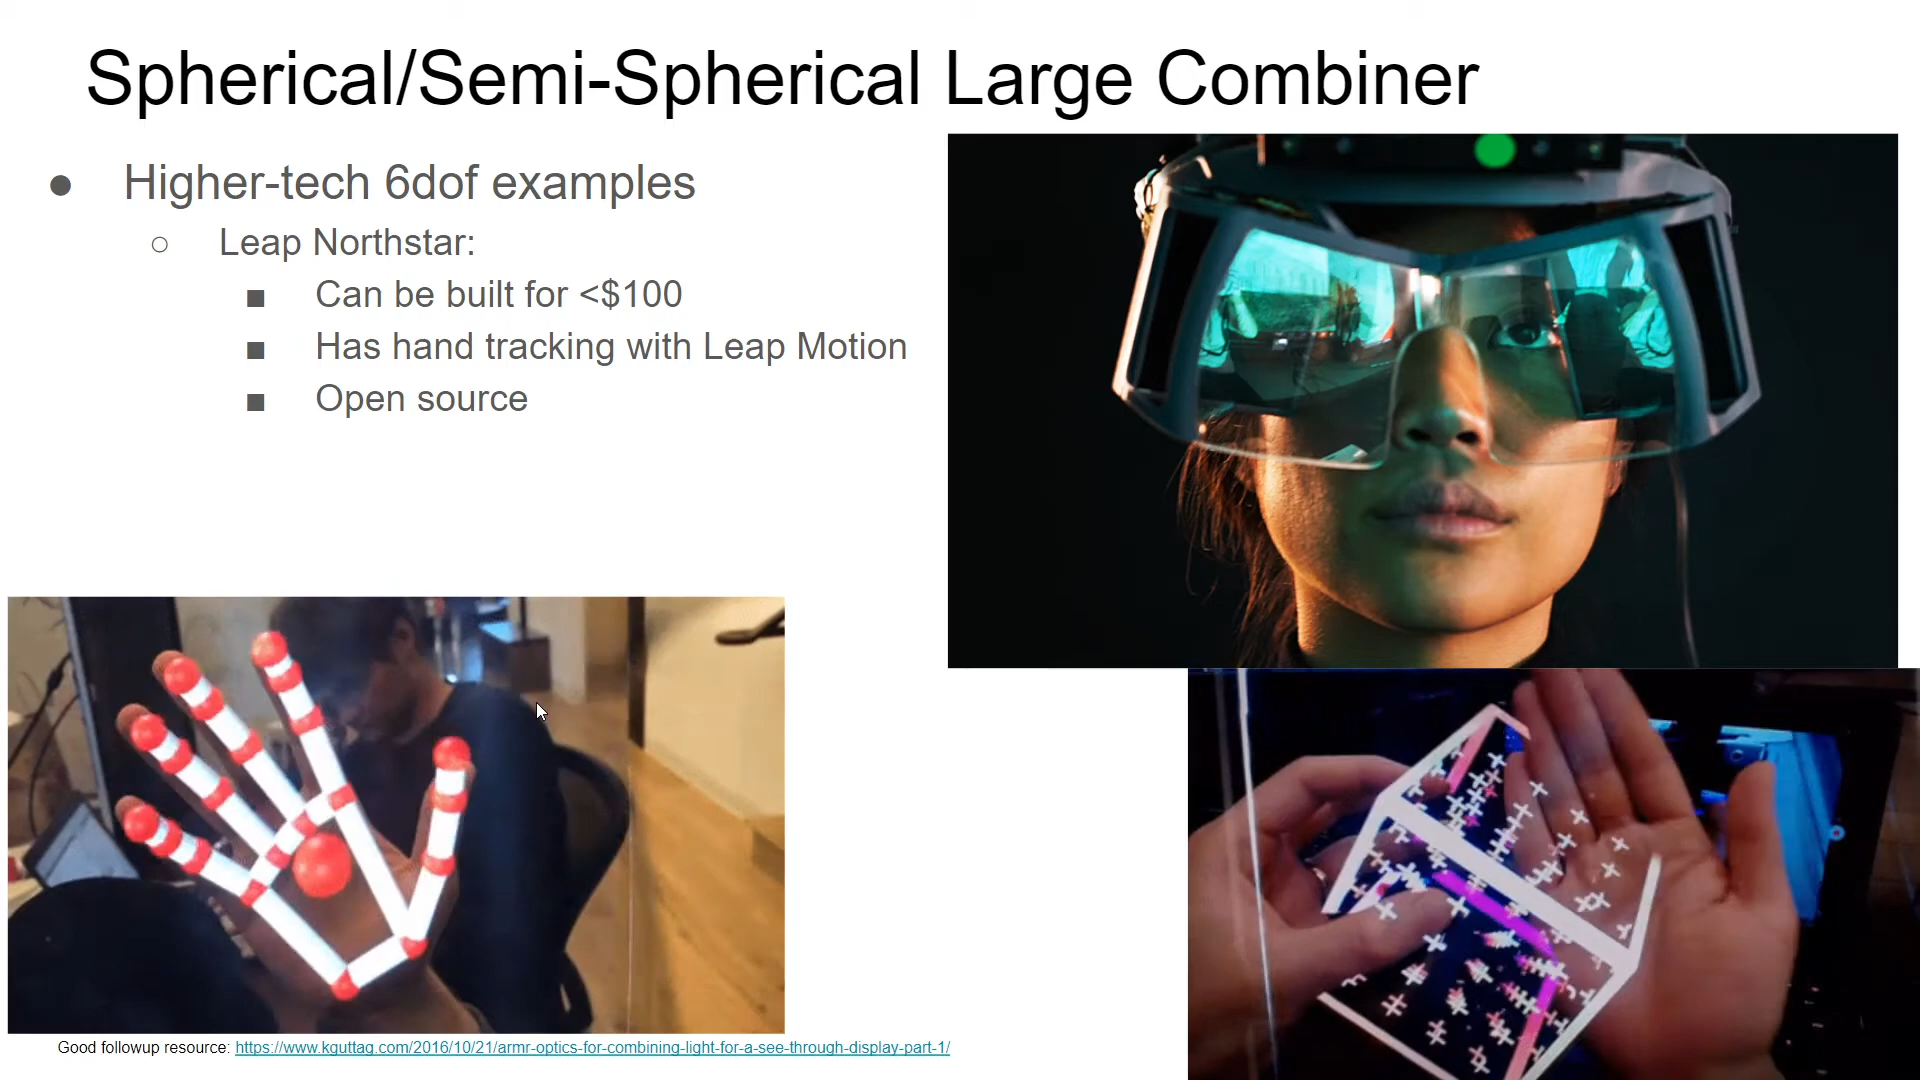 Spherical/Semi-Spherical Large Combiner
● Higher-tech 6dof examples
○ Leap Northstar:
■ Can be built for <$100
■ Has hand tracking with Leap Motion
■ Open source
Good followup resource: https://www.kguttag.com/2016/10/21/armr-optics-for-combining-light-for-a-see-through-display-part-1/